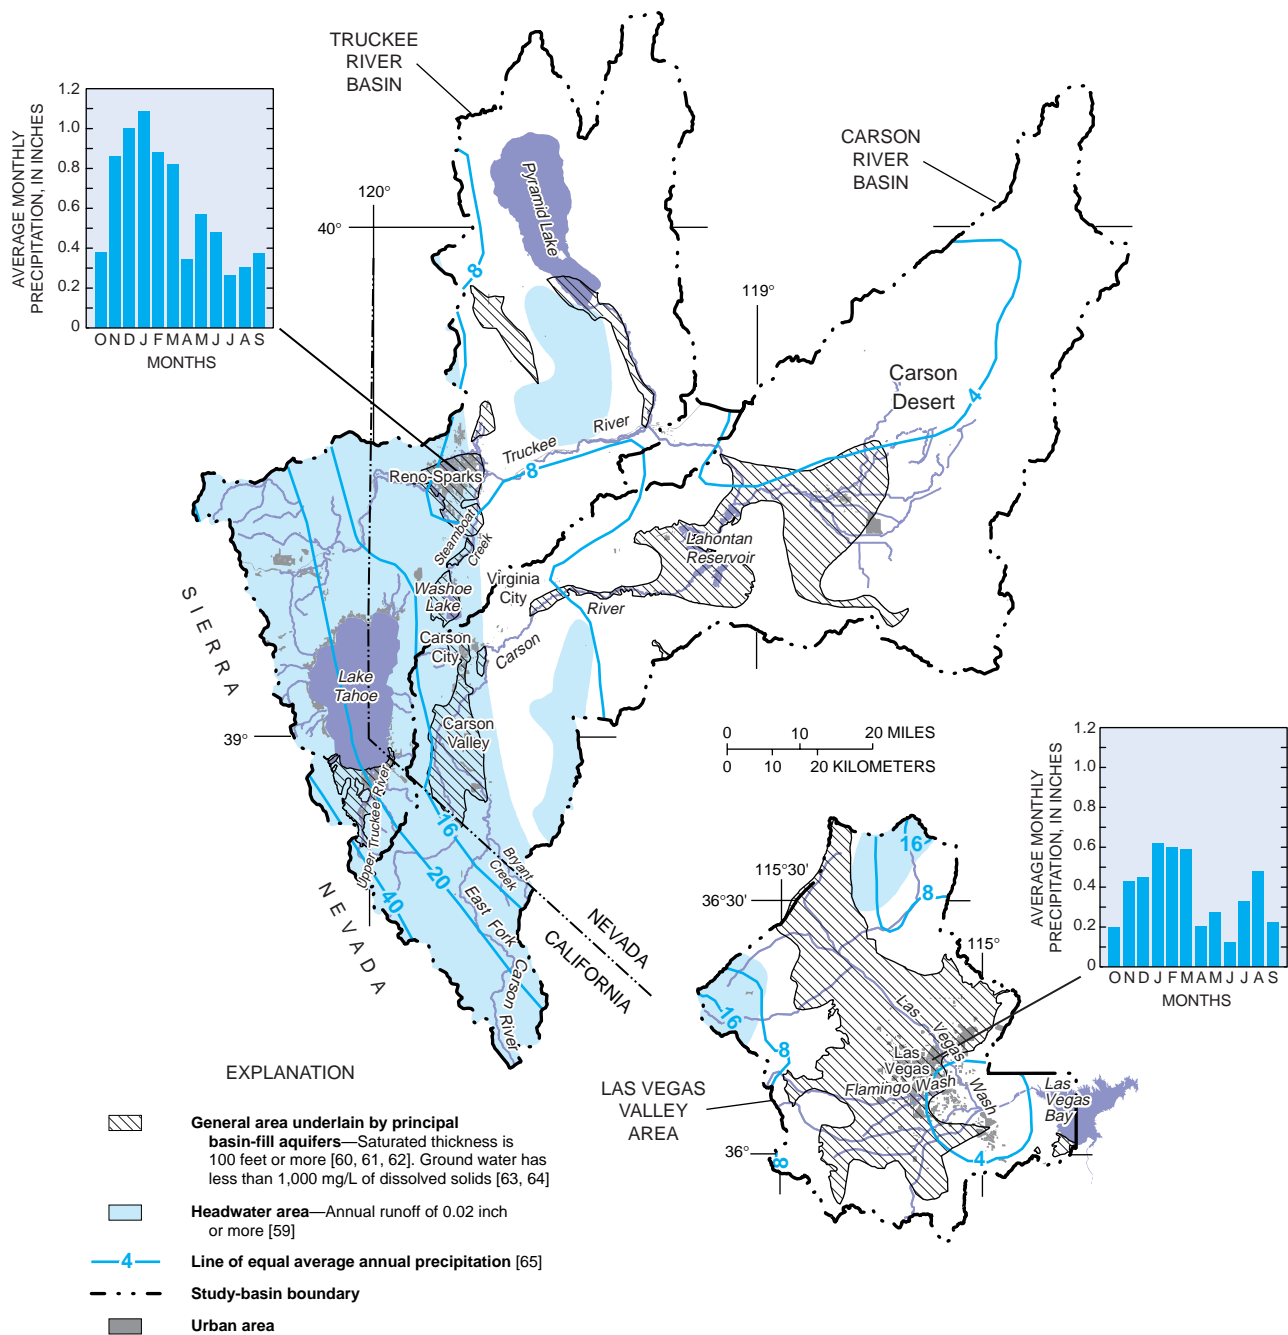 TRUCKEE
RIVER
BASIN
CARSON
RIVER
BASIN
AVERAGE MONTHLY
PRECIPITATION, IN INCHES
1.2
1.0
0.8
0.6
0.4
0.2
0
O N D J F M A M J J A S
MONTHS
120°
40°
119°
Pyramid Lake
8
Carson
Desert
4
Truckee River
8
Reno-Sparks
Steamboat
Creek
Lahontan
Reservoir
Washoe
Lake
Virginia
City
Carson River
Carson
City
SIERRA
NEVADA
Lake
Tahoe
39°
Carson
Valley
Upper Truckee River
16
20
40
Bryant
Creek
East Fork Carson River
NEVADA
CALIFORNIA
0 10 20 MILES
0 10 20 KILOMETERS
AVERAGE MONTHLY
PRECIPITATION, IN INCHES
1.2
1.0
0.8
0.6
0.4
0.2
0
O N D J F M A M J J A S
MONTHS
115°30'
36°30'
16
8
115°
16
8
Las Vegas Wash
Las
Vegas
Flamingo Wash
Las
Vegas
Bay
LAS VEGAS
VALLEY
AREA
36°
8
4
EXPLANATION
General area underlain by principal
basin-fill aquifers—Saturated thickness is
100 feet or more [60, 61, 62]. Ground water has
less than 1,000 mg/L of dissolved solids [63, 64]
Headwater area—Annual runoff of 0.02 inch
or more [59]
4 Line of equal average annual precipitation [65]
Study-basin boundary
Urban area